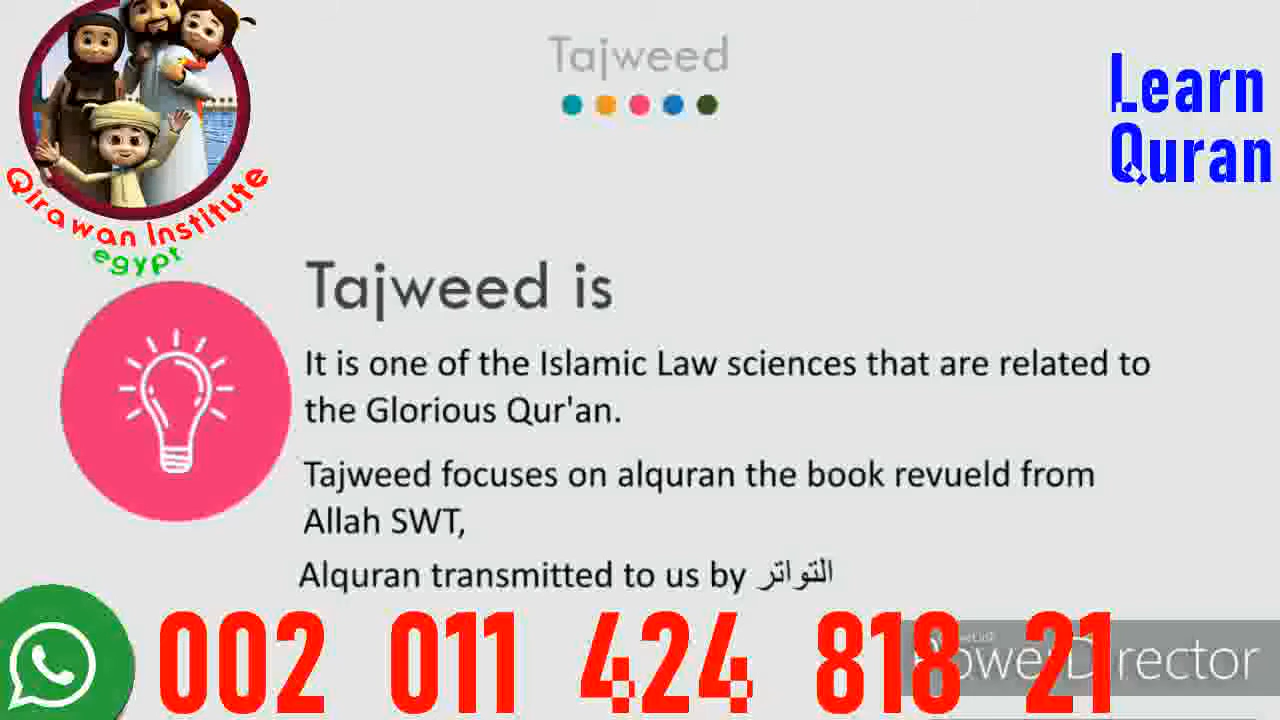 Tajweed
Learn
Quran
Qirawan Institute
egypt
Tajweed is
It is one of the Islamic Law sciences that are related to
the Glorious Qur'an.
Tajweed focuses on alquran the book revueld from
Allah SWT,
Alquran transmitted to us by التواتر
002 011 424 818 21
PowerDirector